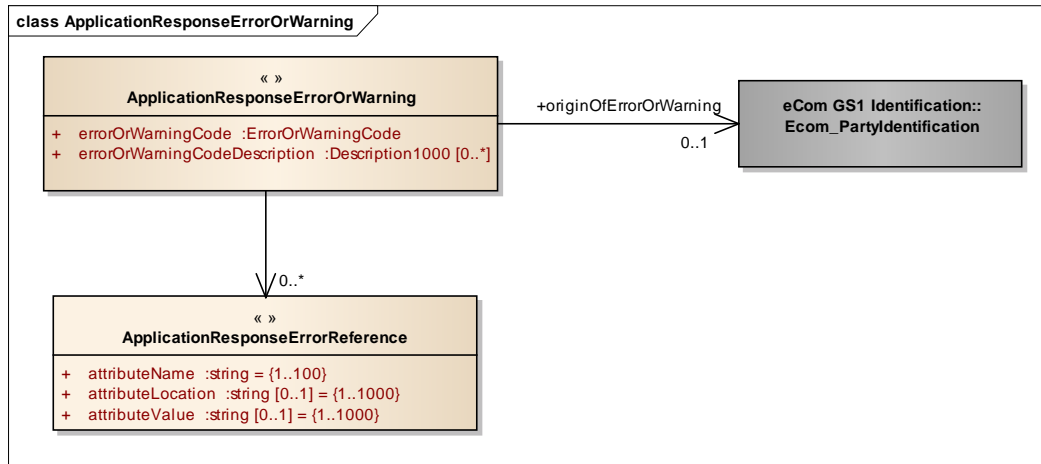 class ApplicationResponseErrorOrWarning
« »
ApplicationResponseErrorOrWarning
+ errorOrWarningCode :ErrorOrWarningCode
+ errorOrWarningCodeDescription :Description1000 [0..*]
+originOfErrorOrWarning
0..1
eCom GS1 Identification::
Ecom_PartyIdentification
0..*
« »
ApplicationResponseErrorReference
+ attributeName :string = {1..100}
+ attributeLocation :string [0..1] = {1..1000}
+ attributeValue :string [0..1] = {1..1000}